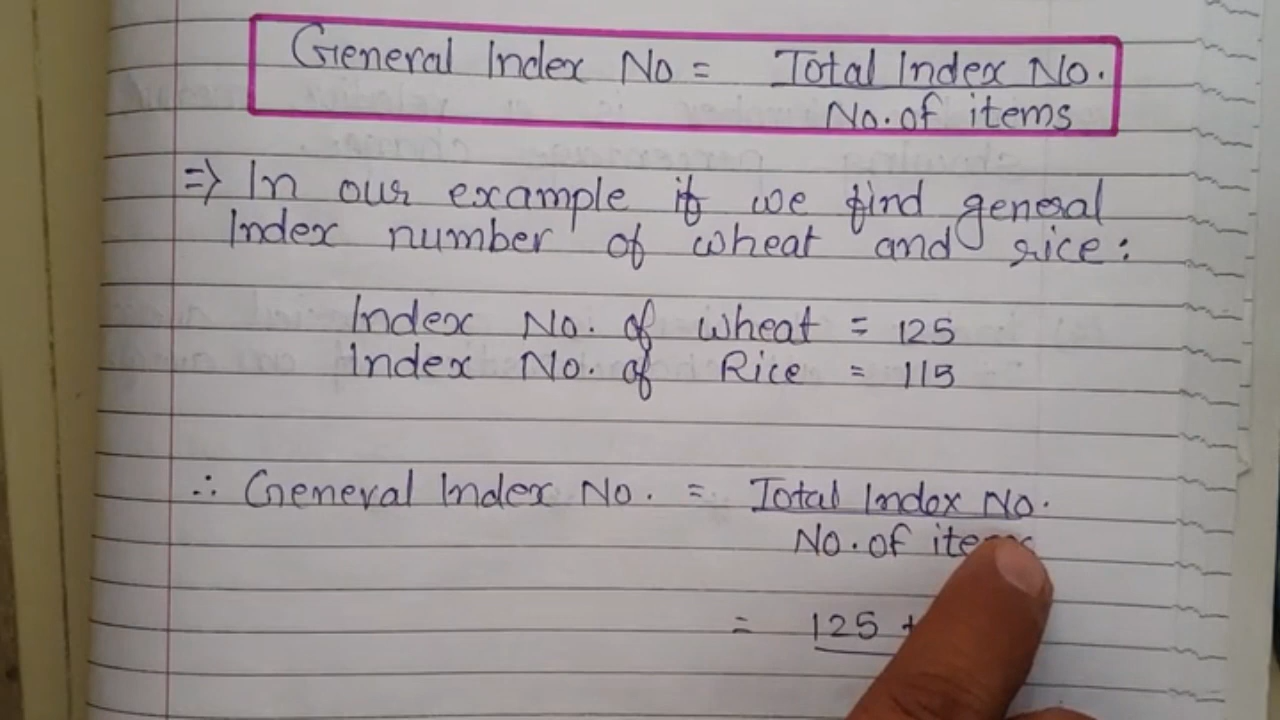 General Index No = Total Index No.
No. of items
=> In our example if we find general
Index number of wheat and rice:
Index No. of wheat = 125
Index No. of Rice = 115
∴ General Index No. = Total Index No.
No. of items
= 125 +